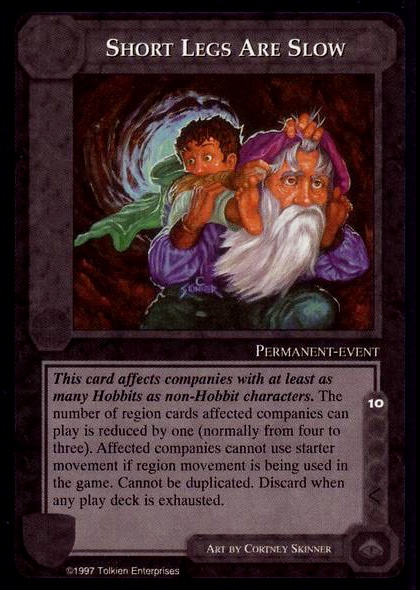 SHORT LEGS ARE SLOW
C
SKINNER
PERMANENT-EVENT
This card affects companies with at least as
many Hobbits as non-Hobbit characters. The
number of region cards affected companies can
play is reduced by one (normally from four to
three). Affected companies cannot use starter
movement if region movement is being used in
the game. Cannot be duplicated. Discard when
any play deck is exhausted.
10
ART BY CORTNEY SKINNER
©1997 Tolkien Enterprises